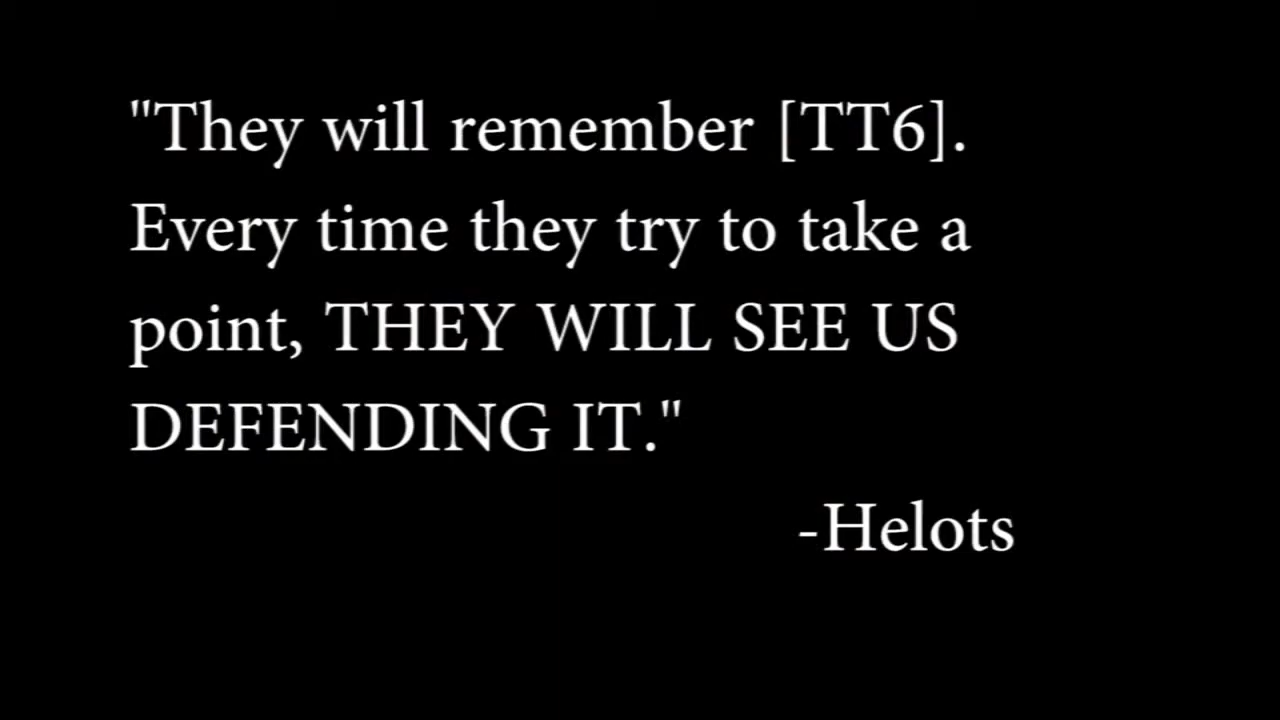 "They will remember [TT6].
Every time they try to take a
point, THEY WILL SEE US
DEFENDING IT."
-Helots